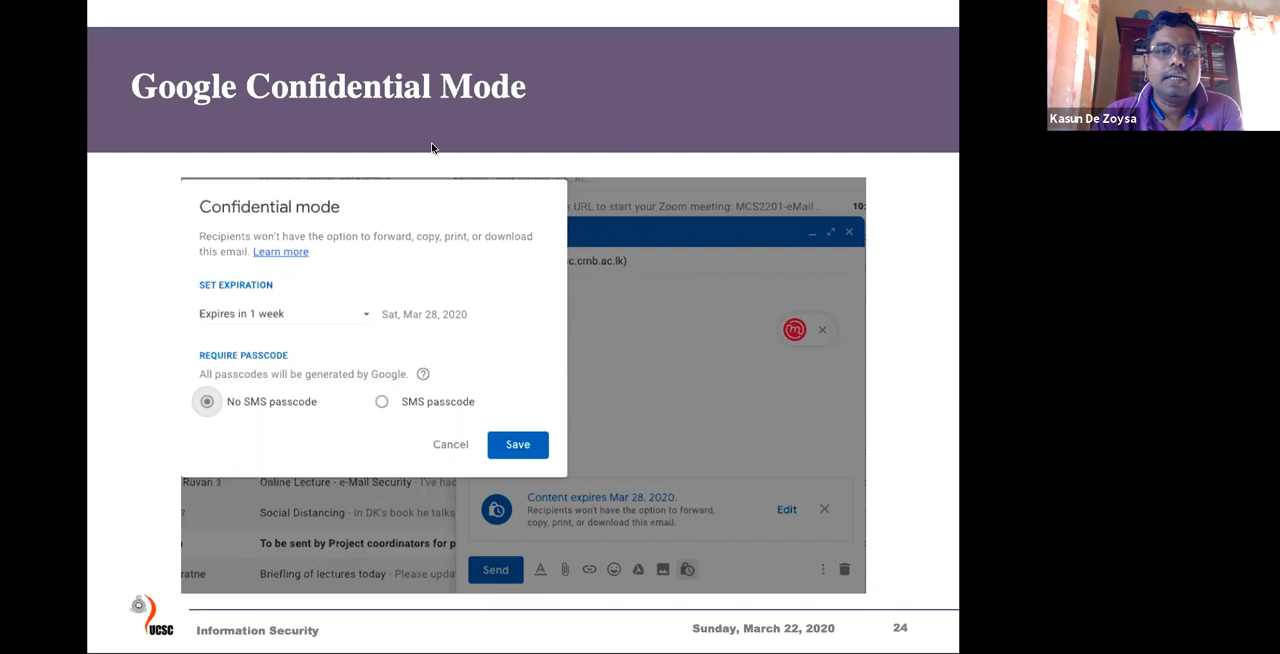 Google Confidential Mode
Kasun De Zoysa
Confidential mode
Recipients won't have the option to forward, copy, print, or download
this email. Learn more
SET EXPIRATION
Expires in 1 week
Sat, Mar 28, 2020
REQUIRE PASSCODE
All passcodes will be generated by Google.
No SMS passcode
SMS passcode
Cancel
Save
s URL to start your Zoom meeting: MCS2201-eMail...
10:
sc.cmb.ac.lk)
Ruvan 3
Online Lecture - e-Mail Security - I've had
Social Distancing - In DK's book he talks
To be sent by Project coordinators for p
ratne
Briefling of lectures today - Please upda
Content expires Mar 28, 2020.
Recipients won't have the option to forward,
copy, print, or download this email.
Edit
Send
UCSC
Information Security
Sunday, March 22, 2020
24